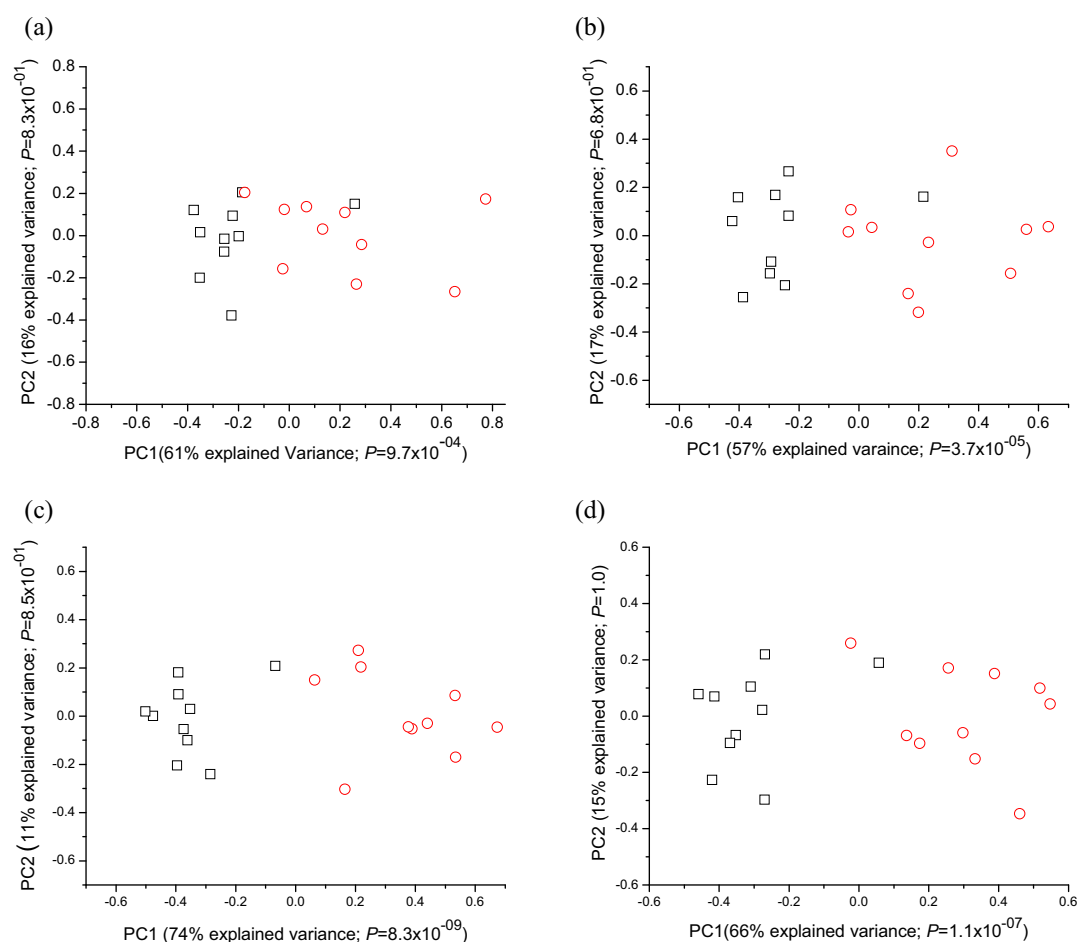 (a)
(b)
0.8
0.6
0.4
0.2
0.0
-0.2
-0.4
-0.6
-0.8
PC2 (16% explained variance; P=8.3x10^-01)
-0.8 -0.6 -0.4 -0.2 0.0 0.2 0.4 0.6 0.8
PC1(61% explained Variance; P=9.7x10^-04)
0.6
0.4
0.2
0.0
-0.2
-0.4
-0.6
PC2 (17% explained variance; P=6.8x10^-01)
-0.6 -0.4 -0.2 0.0 0.2 0.4 0.6
PC1 (57% explained varaince; P=3.7x10^-05)
(c)
(d)
0.6
0.4
0.2
0.0
-0.2
-0.4
-0.6
PC2 (11% explained variance; P=8.5x10^-01)
-0.6 -0.4 -0.2 0.0 0.2 0.4 0.6
PC1 (74% explained variance; P=8.3x10^-09)
0.6
0.4
0.2
0.0
-0.2
-0.4
-0.6
PC2 (15% explained variance; P=1.0)
-0.6 -0.4 -0.2 0.0 0.2 0.4 0.6
PC1(66% explained variance; P=1.1x10^-07)